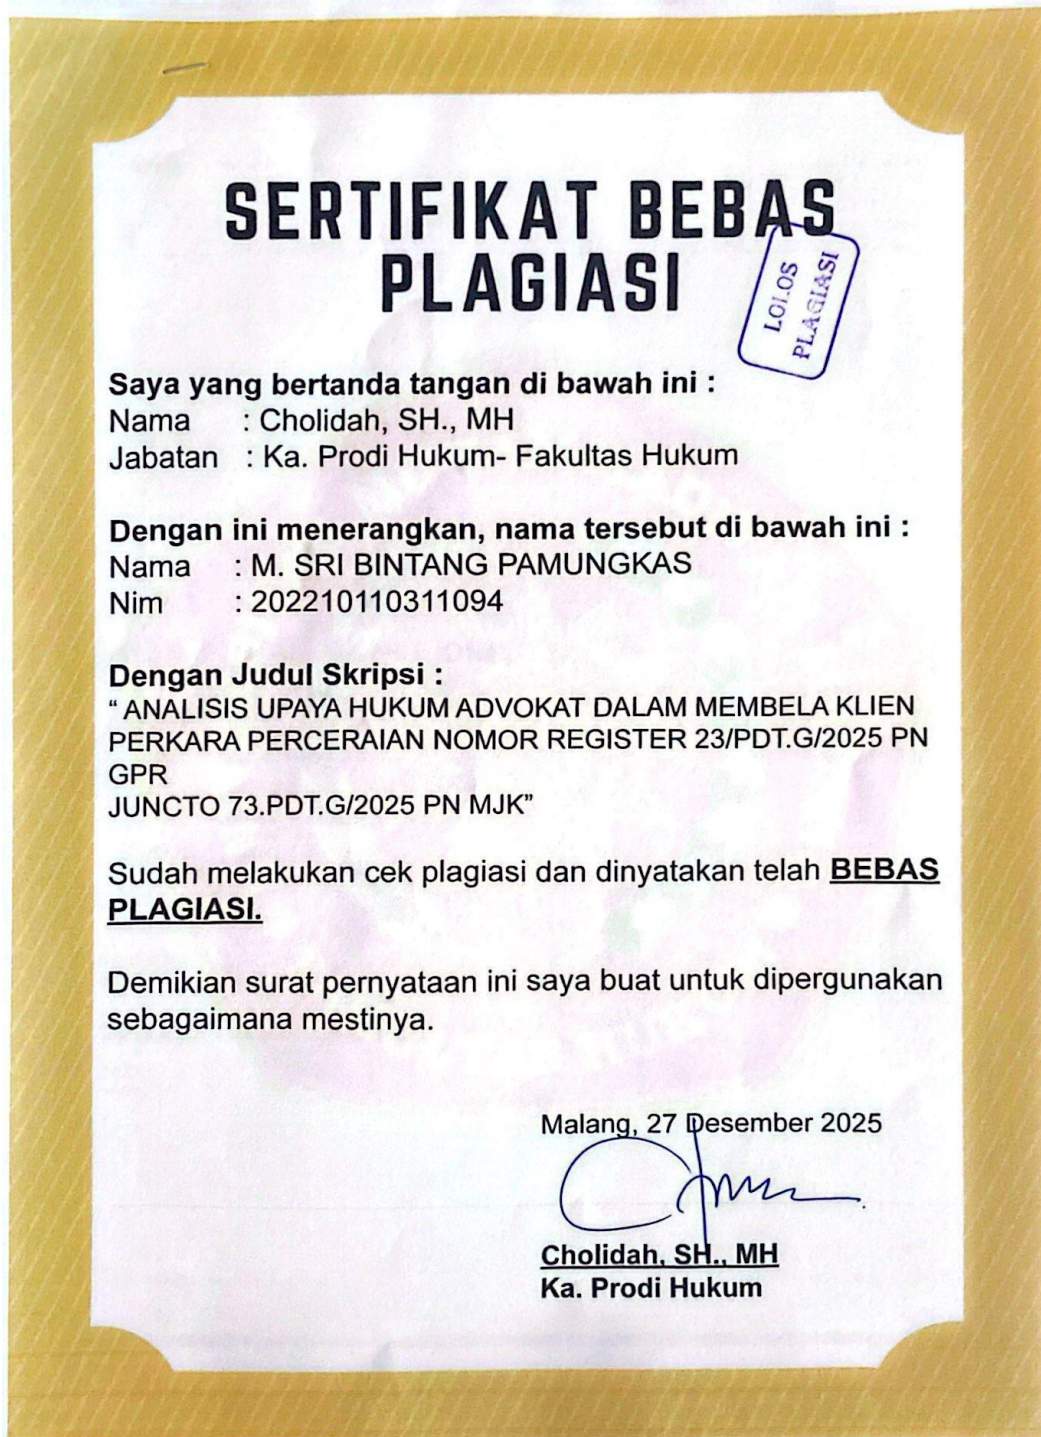 SERTIFIKAT BEBAS
PLAGIASI
LOLOS
PLAGIASI
Saya yang bertanda tangan di bawah ini :
Nama : Cholidah, SH., MH
Jabatan : Ka. Prodi Hukum- Fakultas Hukum
Dengan ini menerangkan, nama tersebut di bawah ini :
Nama : M. SRI BINTANG PAMUNGKAS
Nim : 202210110311094
Dengan Judul Skripsi :
“ ANALISIS UPAYA HUKUM ADVOKAT DALAM MEMBELA KLIEN
PERKARA PERCERAIAN NOMOR REGISTER 23/PDT.G/2025 PN
GPR
JUNCTO 73.PDT.G/2025 PN MJK”
Sudah melakukan cek plagiasi dan dinyatakan telah BEBAS
PLAGIASI.
Demikian surat pernyataan ini saya buat untuk dipergunakan
sebagaimana mestinya.
Malang, 27 Desember 2025
Cholidah, SH., MH
Ka. Prodi Hukum